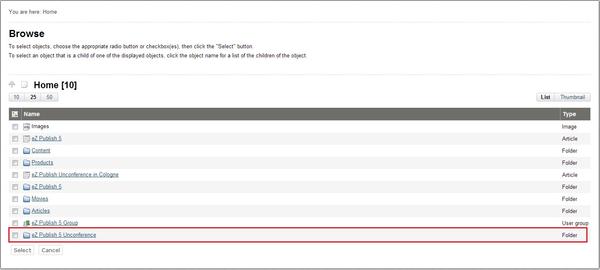 You are here: Home
Browse
To select objects, choose the appropriate radio button or checkbox(es), then click the "Select" button.
To select an object that is a child of one of the displayed objects, click the object name for a list of the children of the object.
Home [10]
10 25 50 List Thumbnail
Name Type
Images Image
eZ Publish 5 Article
Content Folder
Products Folder
eZ Publish Unconference in Cologne Article
eZ Publish 5 Folder
Movies Folder
Articles Folder
eZ Publish 5 Group User group
eZ Publish 5 Unconference Folder
Select Cancel